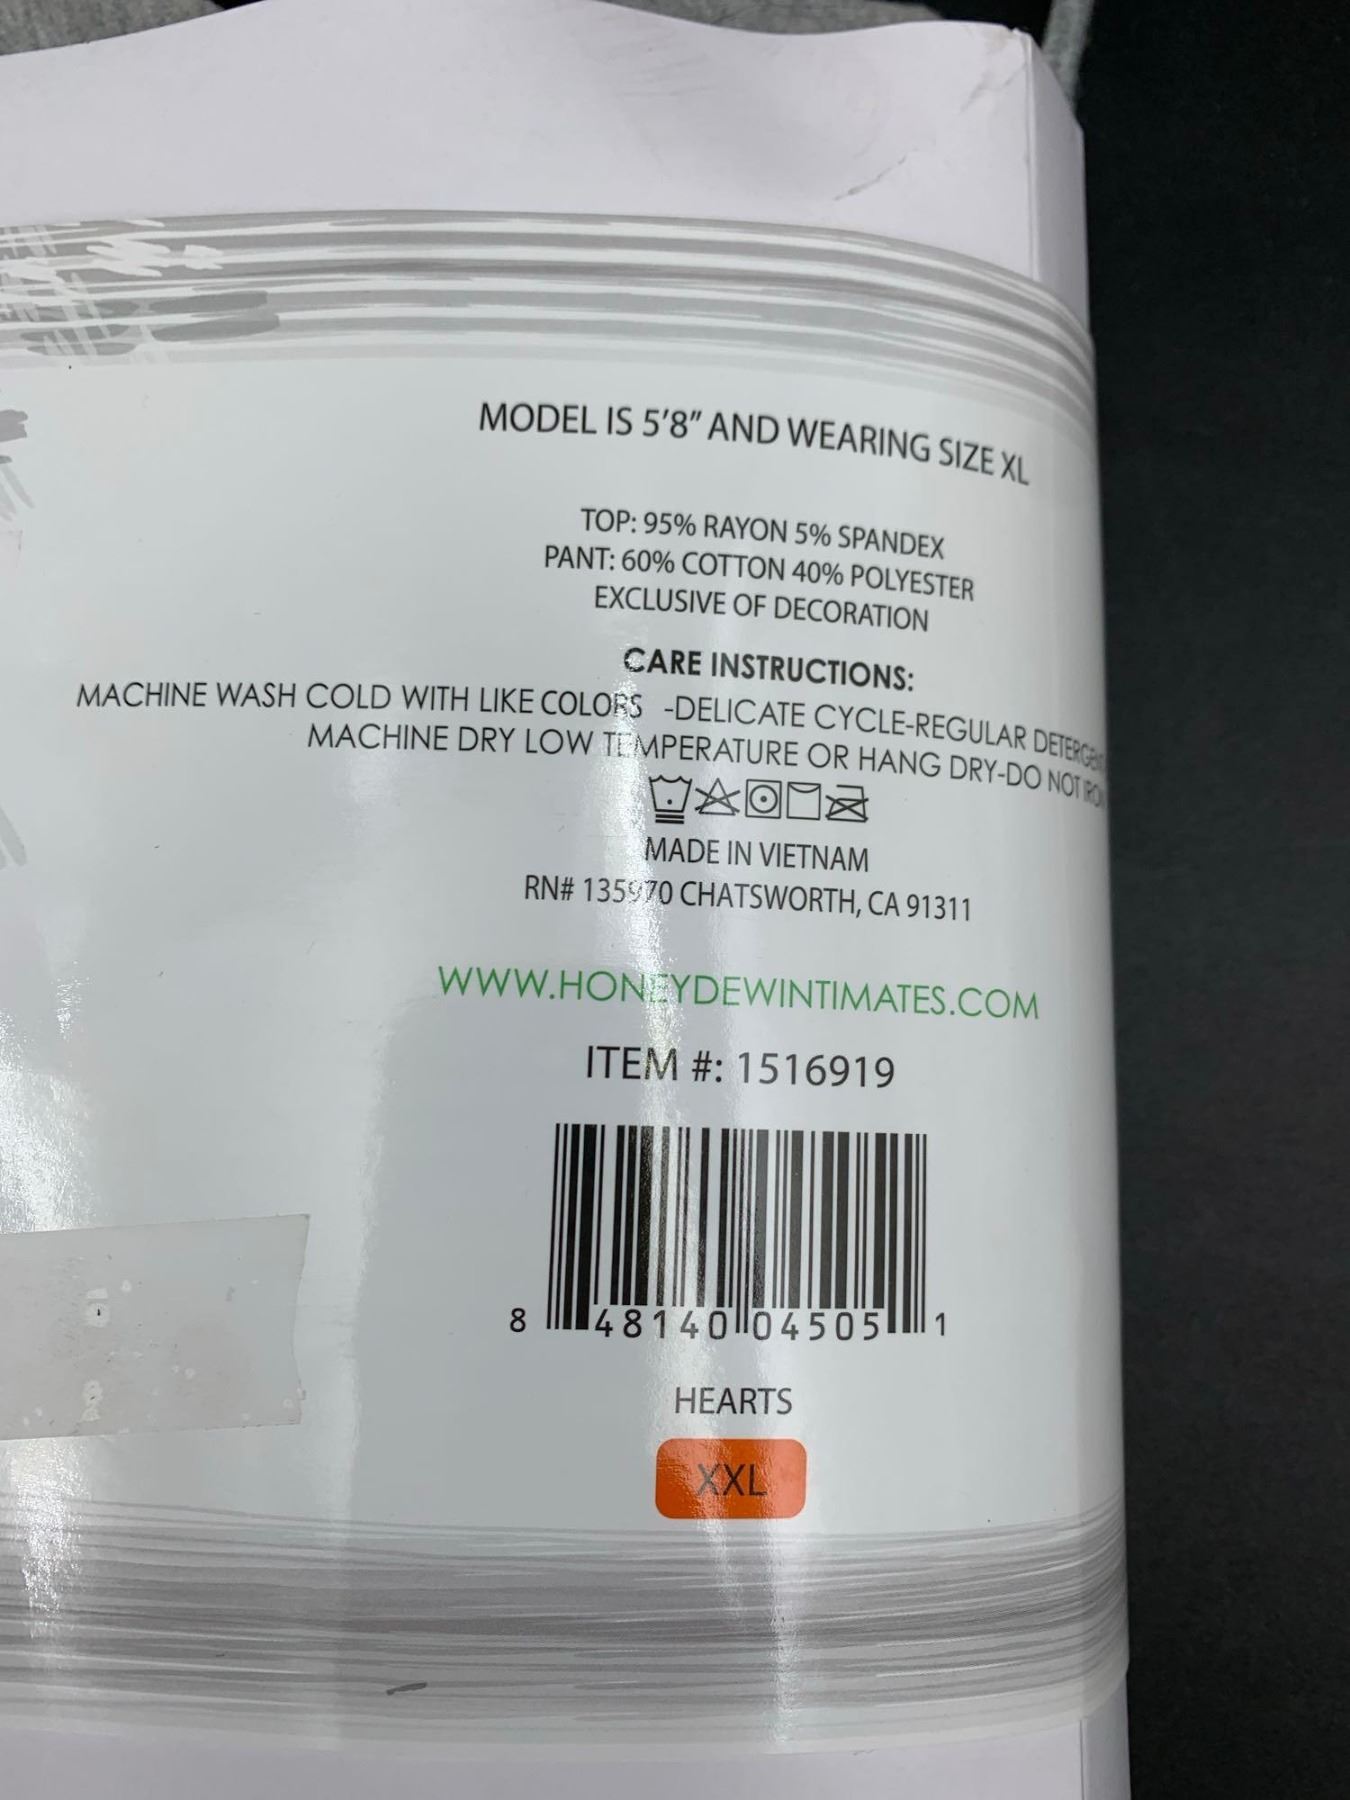 MODEL IS 5'8" AND WEARING SIZE XL
TOP: 95% RAYON 5% SPANDEX
PANT: 60% COTTON 40% POLYESTER
EXCLUSIVE OF DECORATION
CARE INSTRUCTIONS:
MACHINE WASH COLD WITH LIKE COLORS -DELICATE CYCLE-REGULAR DETERGENT
MACHINE DRY LOW TEMPERATURE OR HANG DRY-DO NOT IRON
MADE IN VIETNAM
RN# 135970 CHATSWORTH, CA 91311
WWW.HONEYDEWINTIMATES.COM
ITEM #: 1516919
8 48140 04505 1
HEARTS
XXL